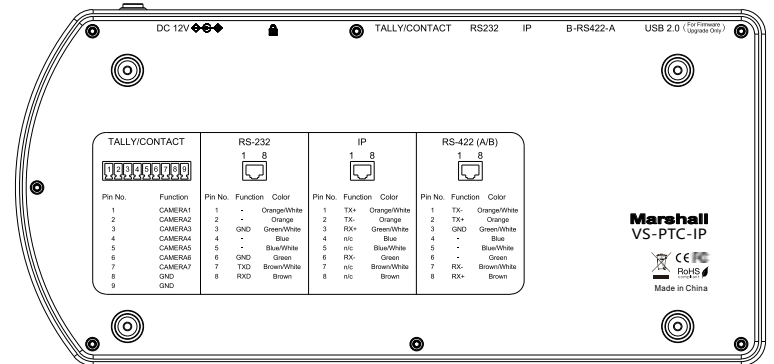 DC 12V TALLY/CONTACT RS232 IP B-RS422-A USB 2.0 (For Firmware Upgrade Only)
TALLY/CONTACT RS-232 IP RS-422 (A/B)
1 8 1 8 1 8
1 2 3 4 5 6 7 8 9
Pin No. Function Pin No. Function Color Pin No. Function Color Pin No. Function Color
1 CAMERA1 1 - Orange/White 1 TX+ Orange/White 1 TX- Orange/White
2 CAMERA2 2 - Orange 2 TX- Orange 2 TX+ Orange
3 CAMERA3 3 GND Green/White 3 RX+ Green/White 3 GND Green/White
4 CAMERA4 4 - Blue 4 n/c Blue 4 - Blue
5 CAMERA5 5 - Blue/White 5 n/c Blue/White 5 - Blue/White
6 CAMERA6 6 GND Green 6 RX- Green 6 - Green
7 CAMERA7 7 TXD Brown/White 7 n/c Brown/White 7 RX- Brown/White
8 GND 8 RXD Brown 8 n/c Brown 8 RX+ Brown
9 GND
Marshall
VS-PTC-IP
CE FC
RoHS
compliant
Made in China